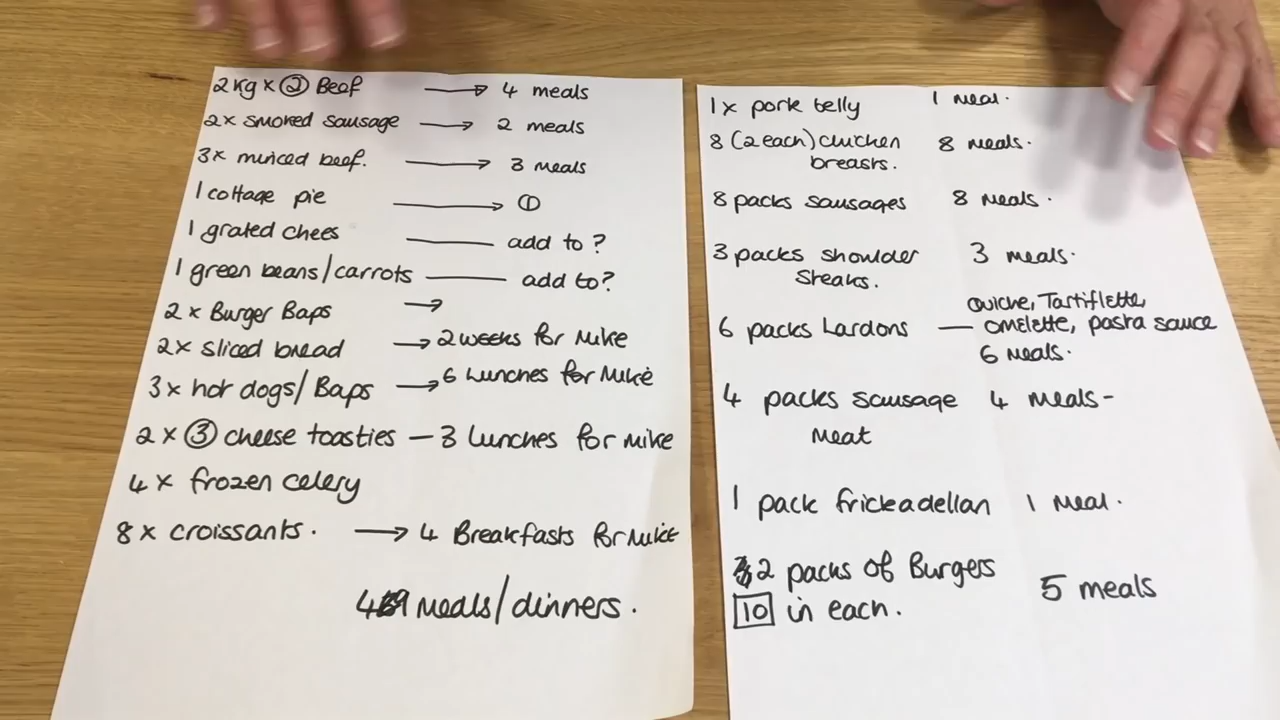 2kg x ② Beef → 4 meals
2x smoked sausage → 2 meals
3x minced beef. → 3 meals
1 cottage pie → ①
1 grated chees — add to?
1 green beans/carrots — add to?
2 x Burger Baps →
2x sliced bread → 2 weeks for Mike
3x hot dogs/Baps → 6 Lunches for Mike
2 x ③ cheese toasties — 3 Lunches for Mike
4x frozen celery
8x croissants. → 4 Breakfasts for Mike
meals/dinners.
1x pork belly 1 meal.
8 (2 each) chicken breasts. 8 meals.
8 packs sausages 8 meals.
3 packs shoulder steaks. 3 meals.
6 packs Lardons — Quiche, Tartiflette,
omelette, pasta sauce
6 meals.
4 packs sausage 4 meals-
meat
1 pack frickadellan 1 meal.
2 packs of Burgers
10 in each. 5 meals